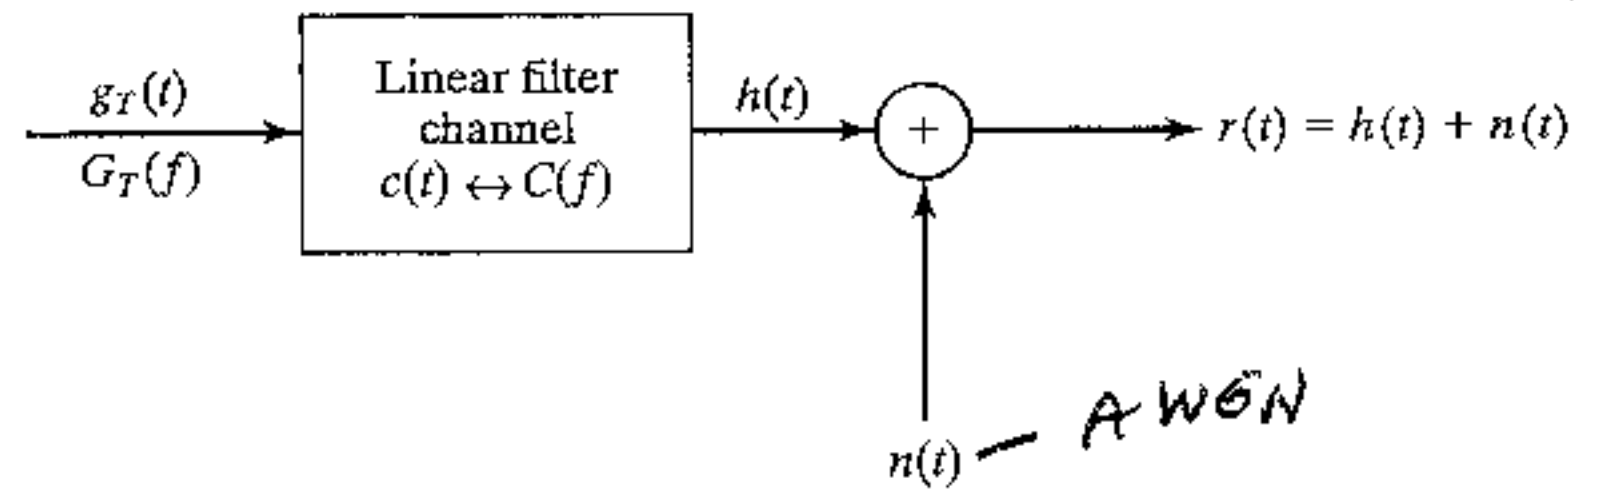 g_T(t)
G_T(f)
Linear filter
channel
c(t) ↔ C(f)
h(t)
+
r(t) = h(t) + n(t)
n(t) — AWGN